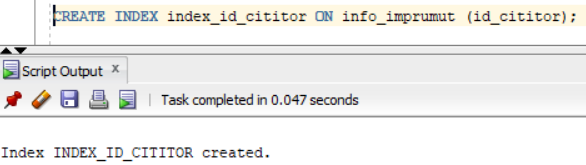 CREATE INDEX index_id_cititor ON info_imprumut (id_cititor);
Script Output x
Task completed in 0.047 seconds
Index INDEX_ID_CITITOR created.